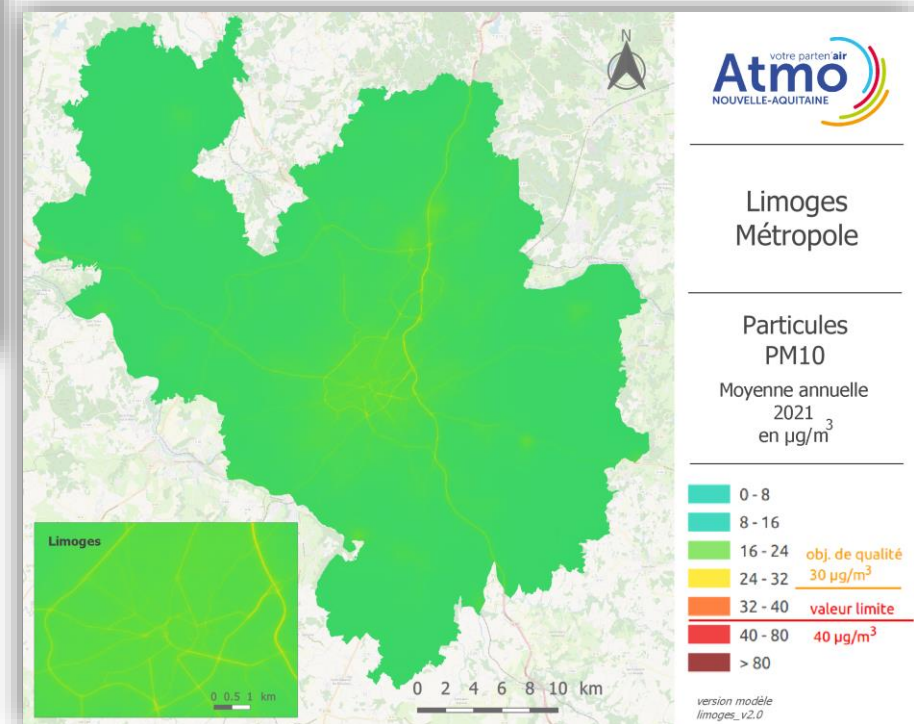 N
votre parten'air
Atmo
NOUVELLE-AQUITAINE
Limoges
Métropole
Particules
PM10
Moyenne annuelle
2021
en µg/m³
0 - 8
8 - 16
16 - 24
obj. de qualité
24 - 32
30 µg/m³
32 - 40
valeur limite
40 - 80
40 µg/m³
> 80
version modèle
limoges_v2.0
Limoges
0 0.5 1 km
0 2 4 6 8 10 km